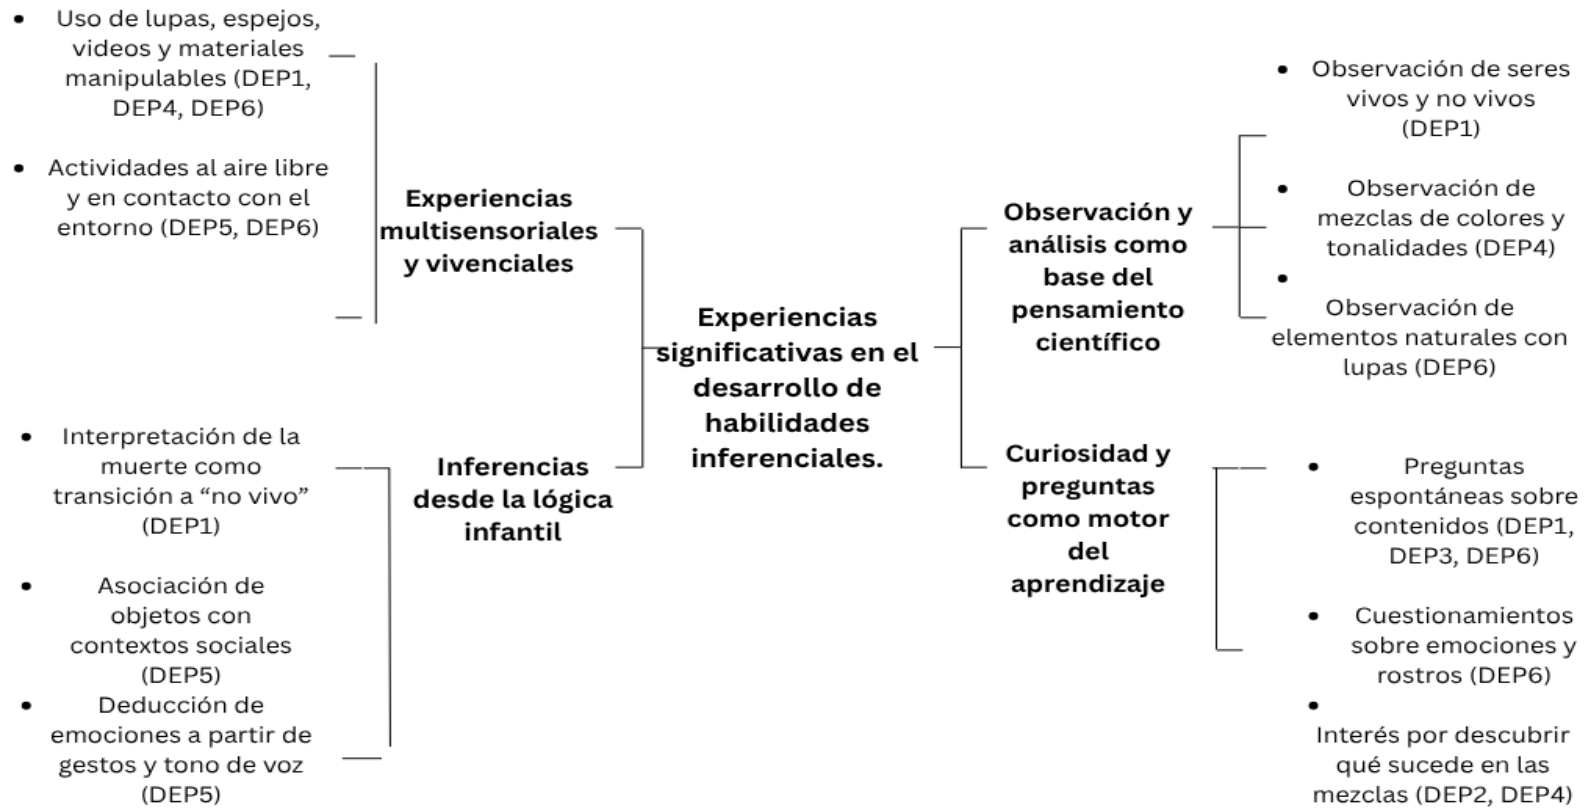 • Uso de lupas, espejos,
videos y materiales
manipulables (DEP1,
DEP4, DEP6)
• Actividades al aire libre
y en contacto con el
entorno (DEP5, DEP6)
Experiencias
multisensoriales
y vivenciales
• Interpretación de la
muerte como
transición a “no vivo”
(DEP1)
• Asociación de
objetos con
contextos sociales
(DEP5)
• Deducción de
emociones a partir de
gestos y tono de voz
(DEP5)
Inferencias
desde la lógica
infantil
Experiencias
significativas en el
desarrollo de
habilidades
inferenciales.
Observación y
análisis como
base del
pensamiento
científico
• Observación de seres
vivos y no vivos
(DEP1)
• Observación de
mezclas de colores y
tonalidades (DEP4)
•
Observación de
elementos naturales con
lupas (DEP6)
Curiosidad y
preguntas
como motor
del
aprendizaje
• Preguntas
espontáneas sobre
contenidos (DEP1,
DEP3, DEP6)
• Cuestionamientos
sobre emociones y
rostros (DEP6)
•
Interés por descubrir
qué sucede en las
mezclas (DEP2, DEP4)